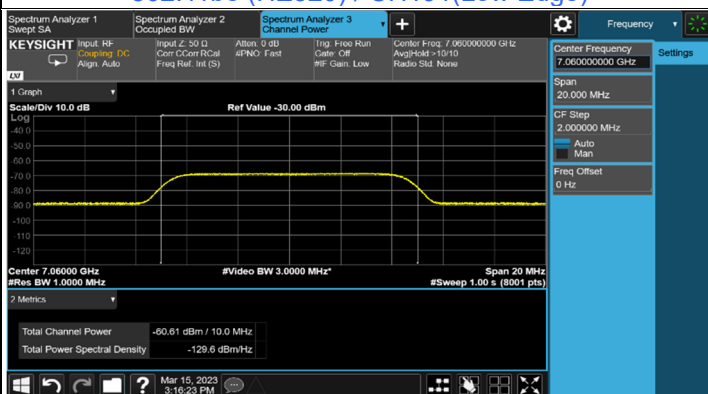 Spectrum Analyzer 1
Swept SA
Spectrum Analyzer 2
Occupied BW
Spectrum Analyzer 3
Channel Power
Frequency
KEYSIGHT
Input: RF
Coupling: DC
Align: Auto
Input Z: 50 Ω
Corr CCorr RCal
Freq Ref: Int (S)
Atten: 0 dB
#PNO: Fast
Trig: Free Run
Gate: Off
#IF Gain: Low
Center Freq: 7.060000000 GHz
Avg|Hold:>10/10
Radio Std: None
LXI
Center Frequency
7.060000000 GHz
Settings
Span
20.000 MHz
CF Step
2.000000 MHz
Auto
Man
Freq Offset
0 Hz
1 Graph
Scale/Div 10.0 dB
Ref Value -30.00 dBm
Log
-40.0
-50.0
-60.0
-70.0
-80.0
-90.0
-100
-110
-120
Center 7.06000 GHz
#Video BW 3.0000 MHz*
Span 20 MHz
#Res BW 1.0000 MHz
#Sweep 1.00 s (8001 pts)
2 Metrics
Total Channel Power
-60.61 dBm / 10.0 MHz
Total Power Spectral Density
-129.6 dBm/Hz
?
Mar 15, 2023
3:16:23 PM